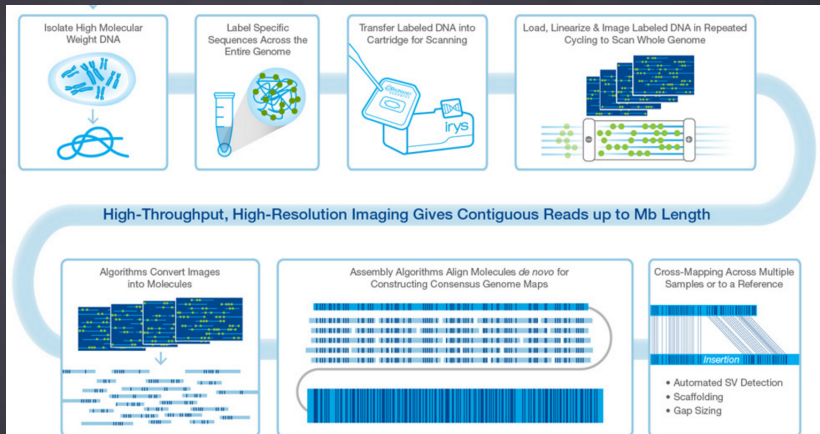 Isolate High Molecular
Weight DNA
Label Specific
Sequences Across the
Entire Genome
Transfer Labeled DNA into
Cartridge for Scanning
irys
Load, Linearize & Image Labeled DNA in Repeated
Cycling to Scan Whole Genome
High-Throughput, High-Resolution Imaging Gives Contiguous Reads up to Mb Length
Algorithms Convert Images
into Molecules
Assembly Algorithms Align Molecules de novo for
Constructing Consensus Genome Maps
Cross-Mapping Across Multiple
Samples or to a Reference
Insertion
• Automated SV Detection
• Scaffolding
• Gap Sizing